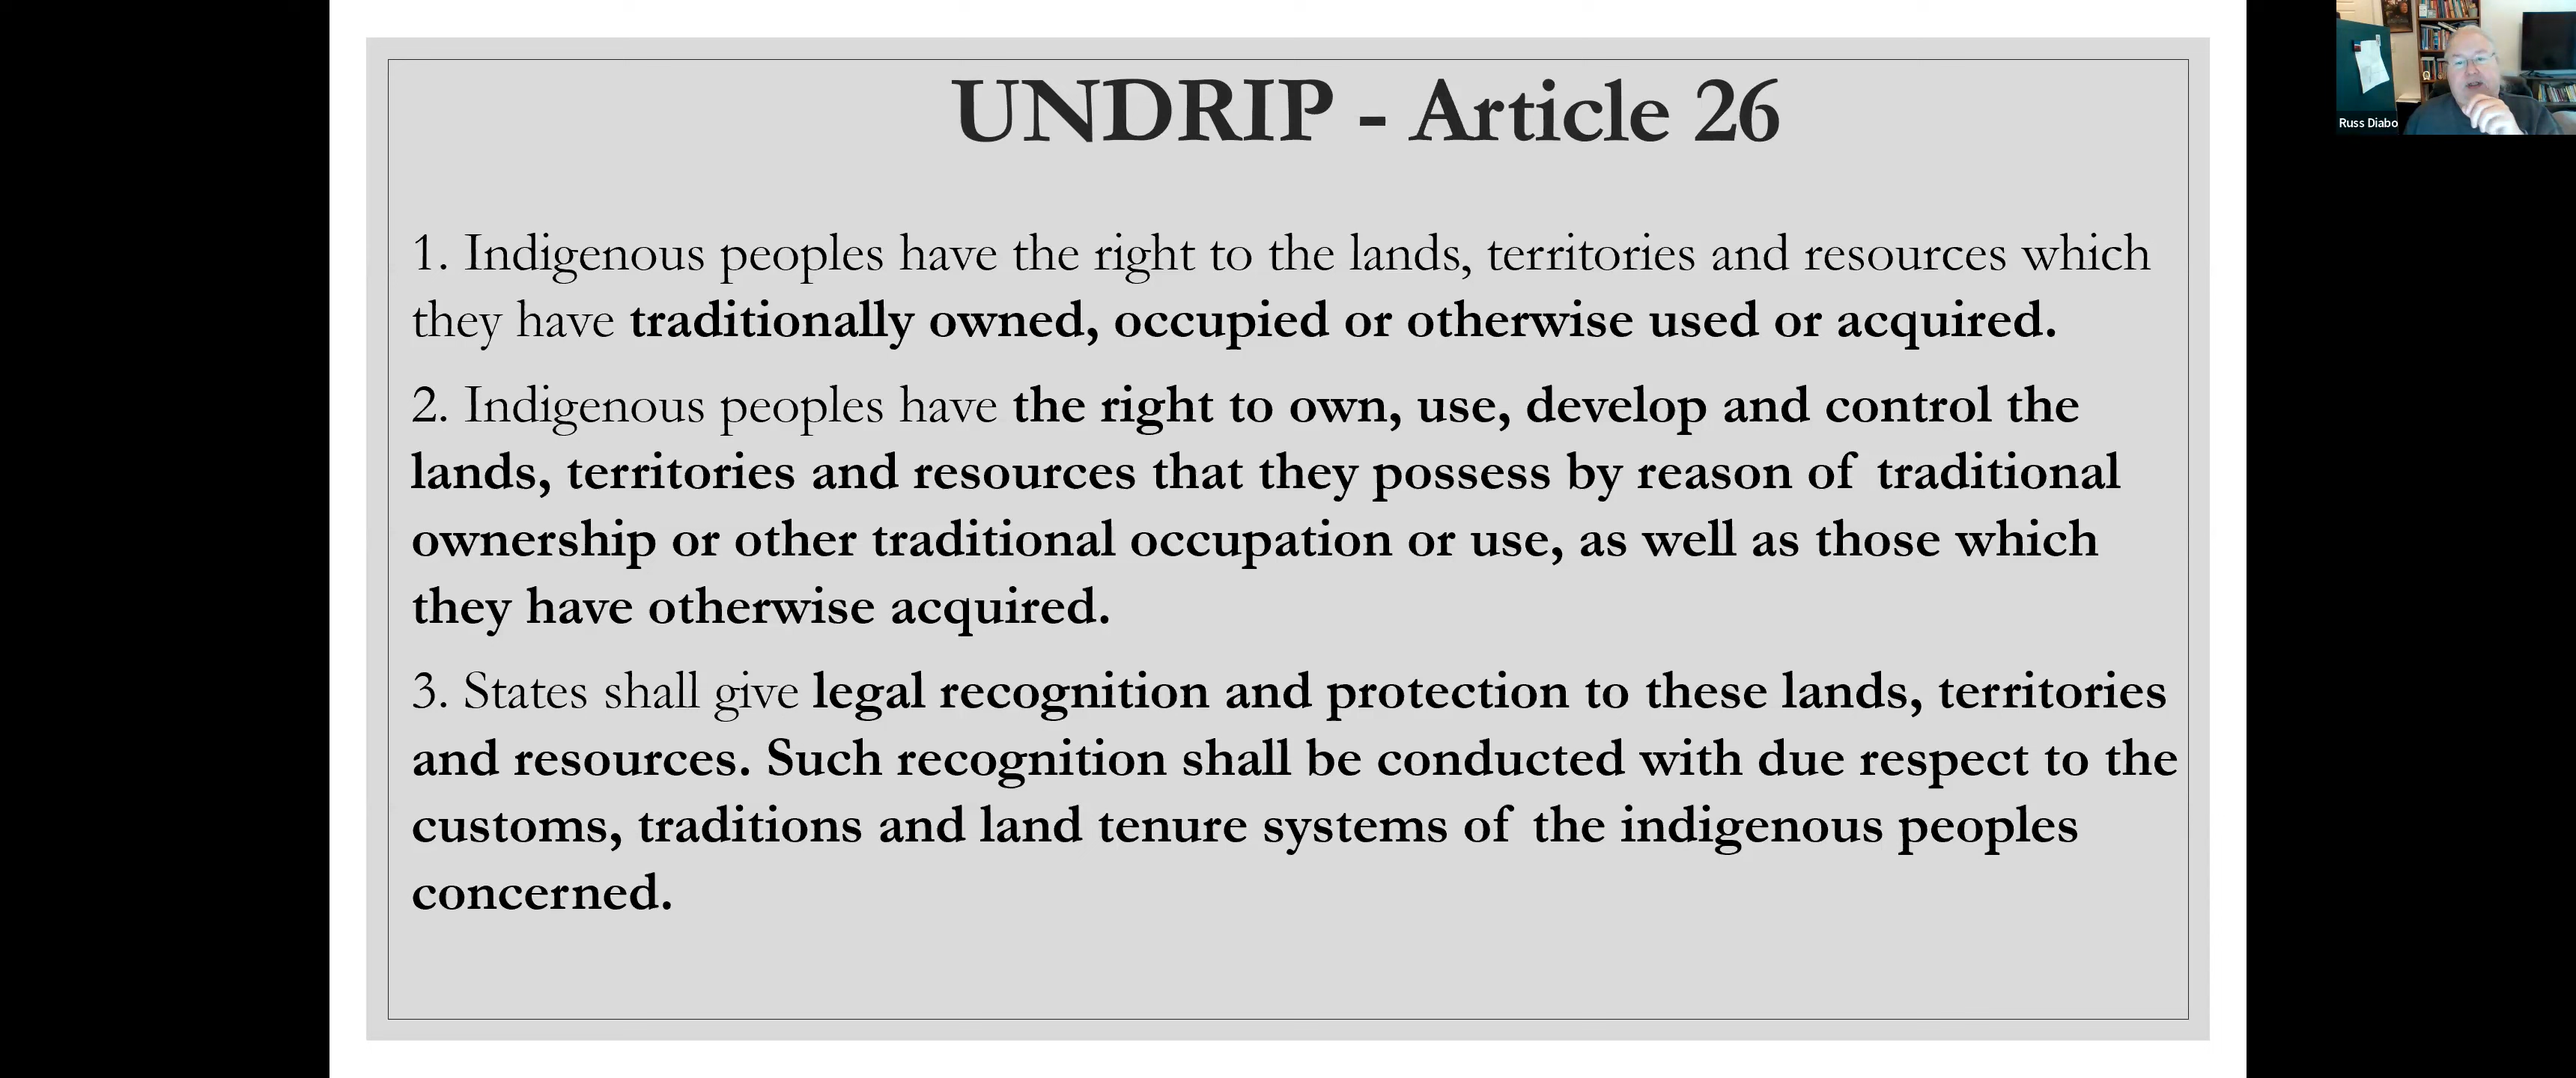 UNDRIP - Article 26
Russ Diabo
1. Indigenous peoples have the right to the lands, territories and resources which
they have traditionally owned, occupied or otherwise used or acquired.
2. Indigenous peoples have the right to own, use, develop and control the
lands, territories and resources that they possess by reason of traditional
ownership or other traditional occupation or use, as well as those which
they have otherwise acquired.
3. States shall give legal recognition and protection to these lands, territories
and resources. Such recognition shall be conducted with due respect to the
customs, traditions and land tenure systems of the indigenous peoples
concerned.